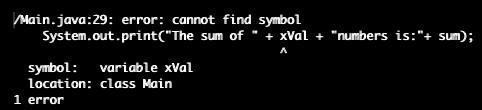 /Main.java:29: error: cannot find symbol
System.out.print("The sum of " + xVal + "numbers is:"+ sum);
^
symbol:   variable xVal
location: class Main
1 error